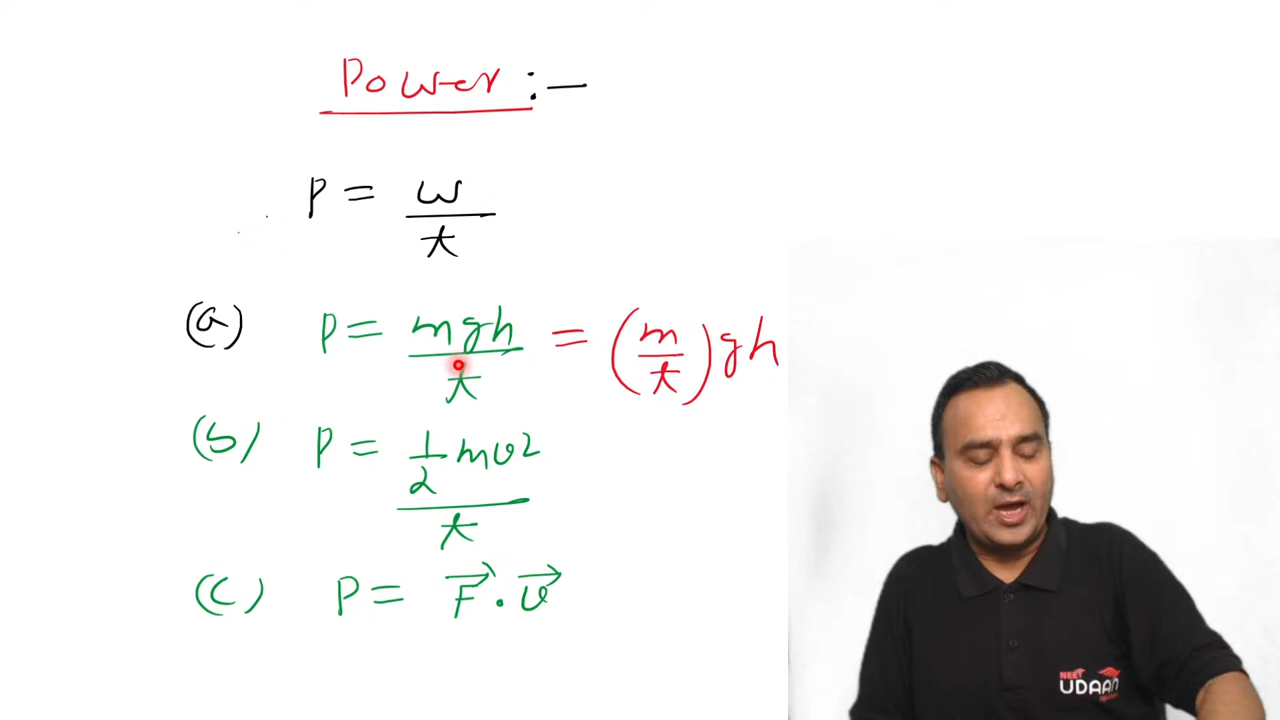 Power :—
P = w/t
(a) P = mgh/t = (m/t)gh
(b) P = ½mv²/t
(c) P = F⃗.v⃗
NEET
UDAAN